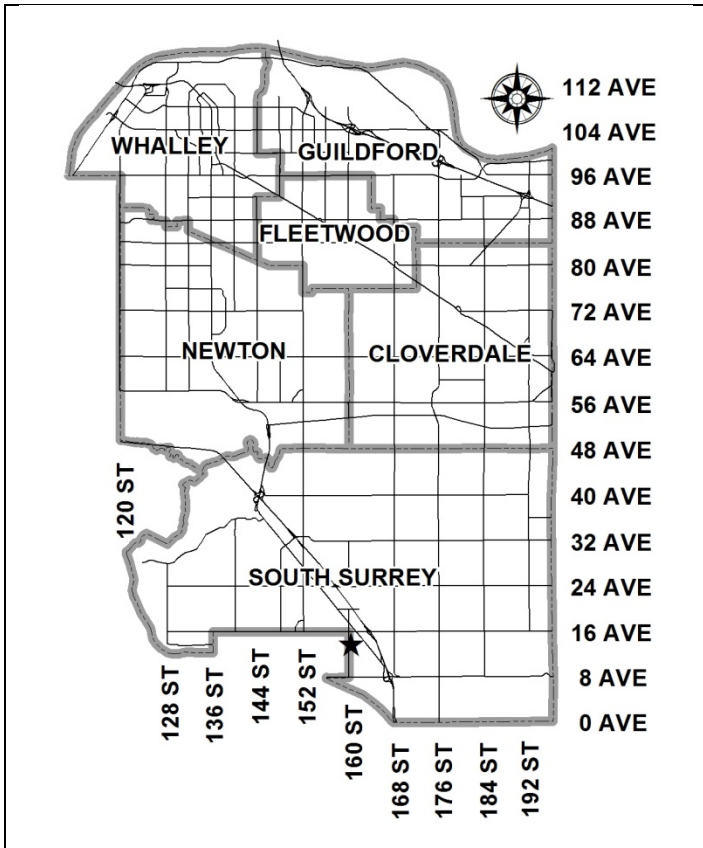 112 AVE
104 AVE
WHALLEY
GUILDFORD
96 AVE
88 AVE
FLEETWOOD
80 AVE
72 AVE
NEWTON
CLOVERDALE
64 AVE
56 AVE
48 AVE
120 ST
40 AVE
32 AVE
SOUTH SURREY
24 AVE
16 AVE
128 ST
136 ST
144 ST
152 ST
160 ST
8 AVE
0 AVE
168 ST
176 ST
184 ST
192 ST